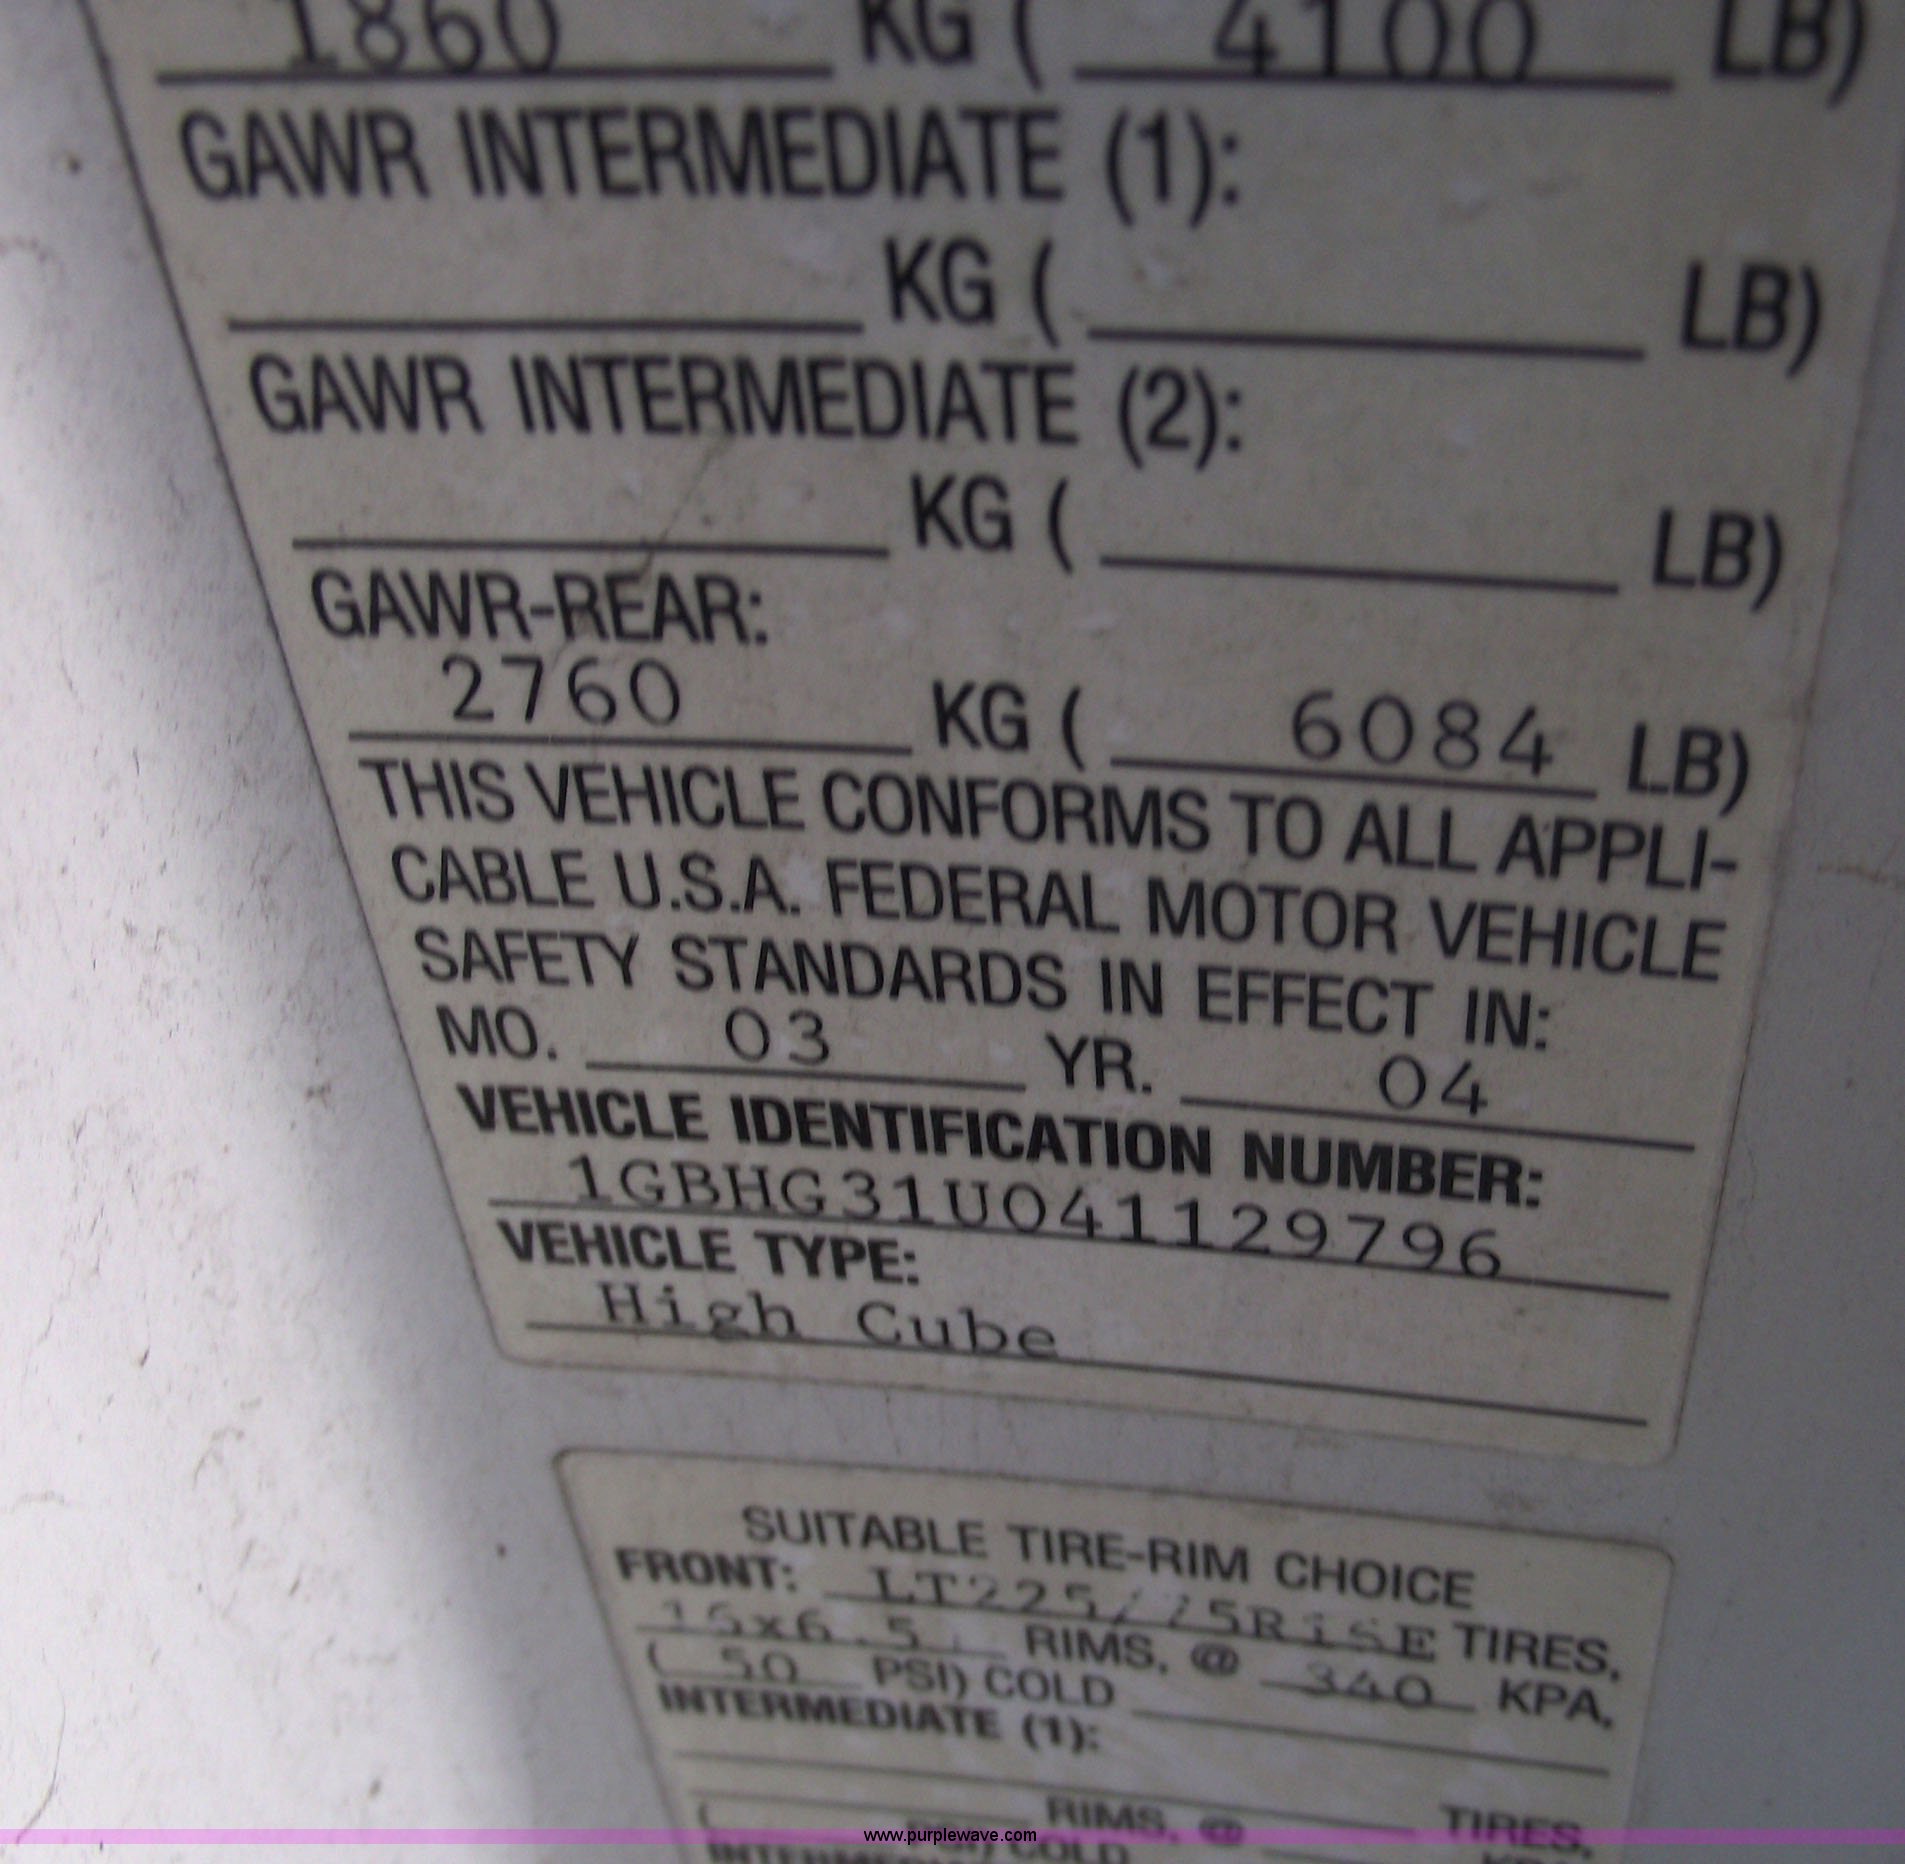 1860 KG ( 4100 LB)
GAWR INTERMEDIATE (1):
KG ( LB)
GAWR INTERMEDIATE (2):
KG ( LB)
GAWR-REAR:
2760 KG ( 6084 LB)
THIS VEHICLE CONFORMS TO ALL APPLI-
CABLE U.S.A. FEDERAL MOTOR VEHICLE
SAFETY STANDARDS IN EFFECT IN:
MO. 03 YR. 04
VEHICLE IDENTIFICATION NUMBER:
1GBHG31U041129796
VEHICLE TYPE:
High Cube
SUITABLE TIRE-RIM CHOICE
FRONT: TIRES,
RIMS, @ 340 KPA,
( 50 PSI) COLD
INTERMEDIATE (1):
TIRES,
RIMS, @
( COLD
www.purplewave.com